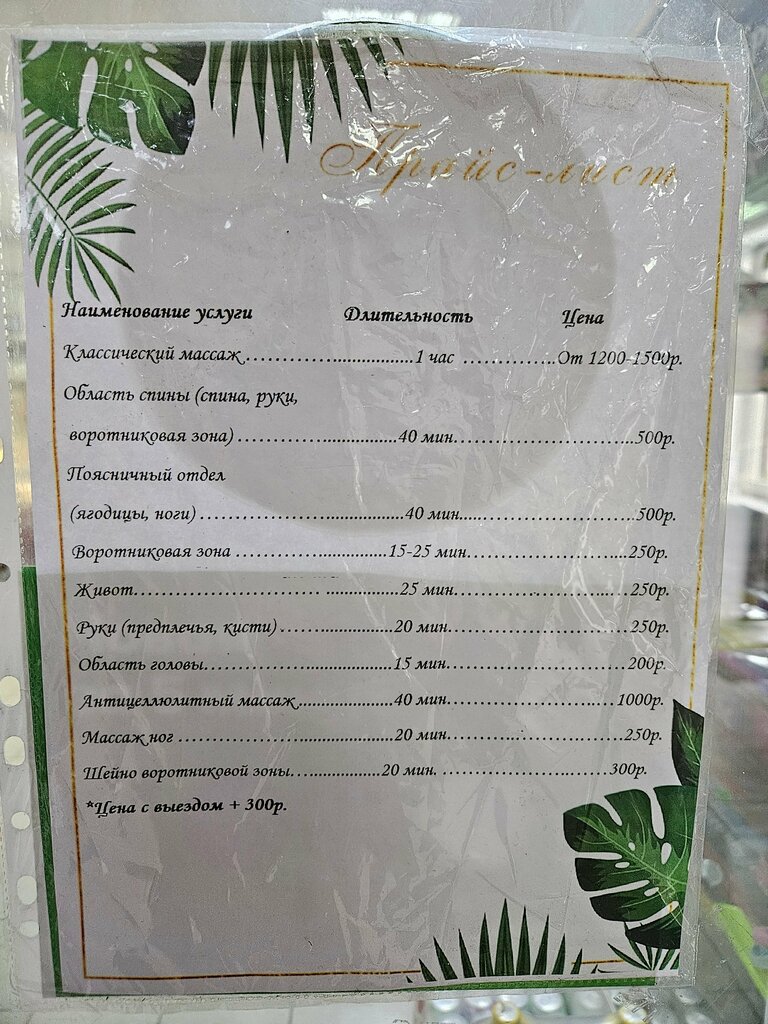 Прайс-лист
Наименование услуги Длительность Цена
Классический массаж.....................................1 час ................От 1200-1500р.
Область спины (спина, руки,
воротниковая зона)..............................40 мин..................................500р.
Поясничный отдел
(ягодицы, ноги)......................................40 мин..................................500р.
Воротниковая зона............................15-25 мин..............................250р.
Живот.................................................25 мин..................................250р.
Руки (предплечья, кисти).....................20 мин..................................250р.
Область головы....................................15 мин..................................200р.
Антицеллюлитный массаж...................40 мин................................1000р.
Массаж ног..........................................20 мин..................................250р.
Шейно воротниковой зоны...................20 мин. ................................300р.
*Цена с выездом + 300р.